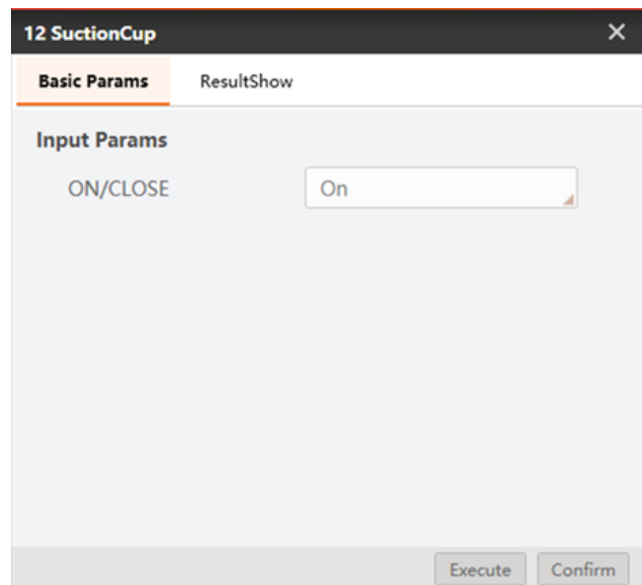 12 SuctionCup
Basic Params ResultShow
Input Params
ON/CLOSE On
Execute Confirm